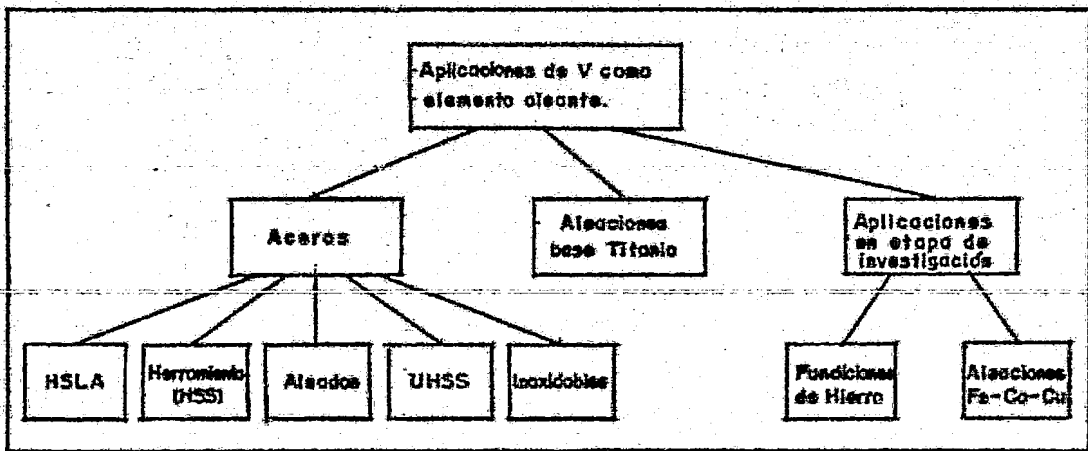 Aplicaciones de V como
elemento aleante.
Aceros
Aleaciones
base Titanio
Aplicaciones
en etapa de
investigación
HSLA
Herramienta
(HSS)
Aleados
UHSS
Inoxidables
Fundiciones
de Hierro
Aleaciones
Fe-Co-Cu